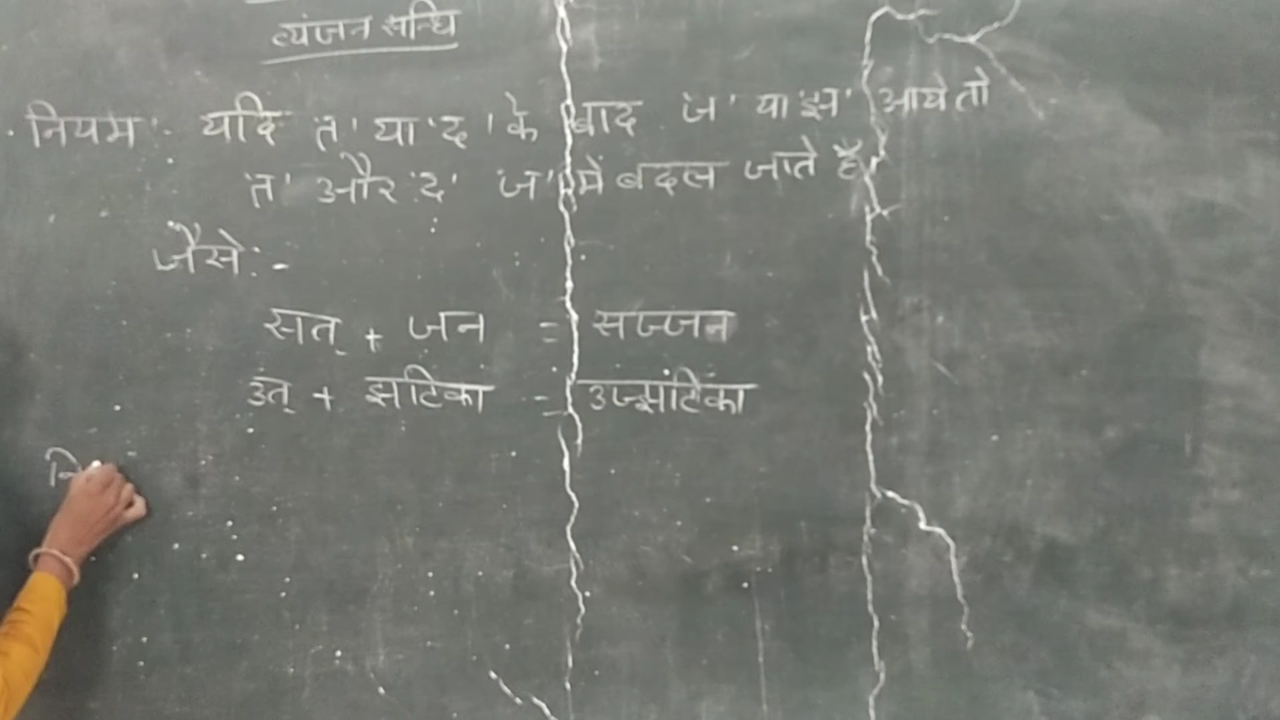 व्यंजन सन्धि
नियम :- यदि 'त' या 'द' के बाद 'ज' या 'झ' आये तो
'त' और 'द' 'ज' में बदल जाते है
जैसे:-
सत् + जन = सज्जन
उत् + झटिका = उज्झटिका
नि